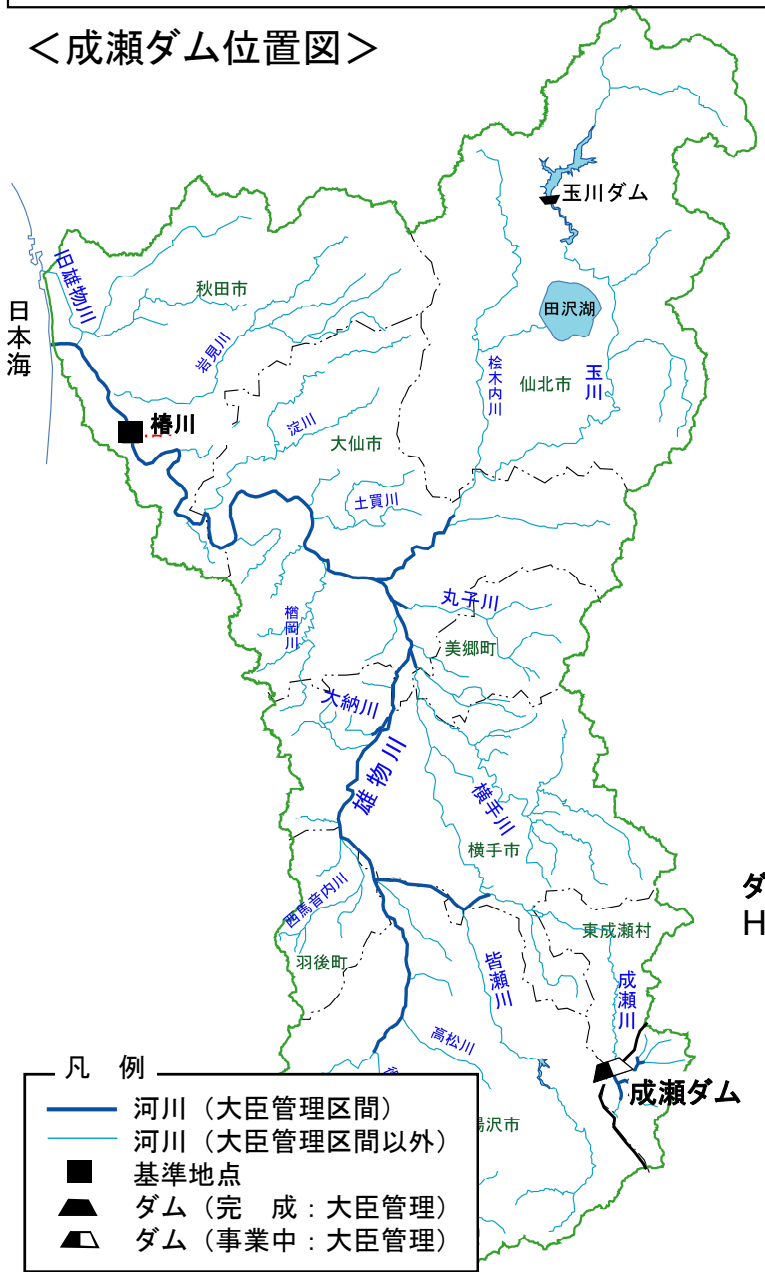 ＜成瀬ダム位置図＞
玉川ダム
旧雄物川
日本海
秋田市
田沢湖
岩見川
桧木内川
仙北市
玉川
椿川
淀川
大仙市
土買川
丸子川
楢岡川
美郷町
大納川
雄物川
横手川
横手市
西馬音内川
東成瀬村
ダ
H
羽後町
皆瀬川
成瀬川
高松川
成瀬ダム
湯沢市
凡 例
河川（大臣管理区間）
河川（大臣管理区間以外）
基準地点
ダム（完 成：大臣管理）
ダム（事業中：大臣管理）